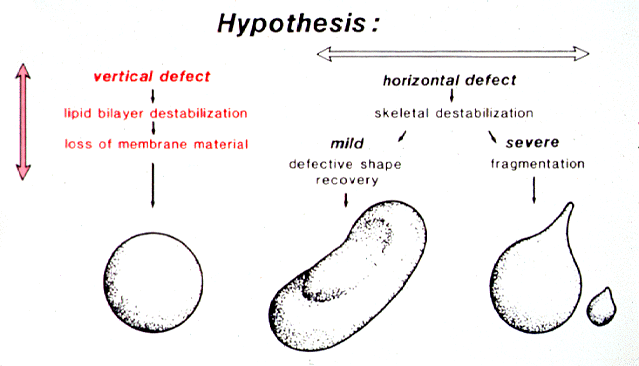 Hypothesis:
vertical defect
lipid bilayer destabilization
loss of membrane material
horizontal defect
skeletal destabilization
mild
defective shape
recovery
severe
fragmentation